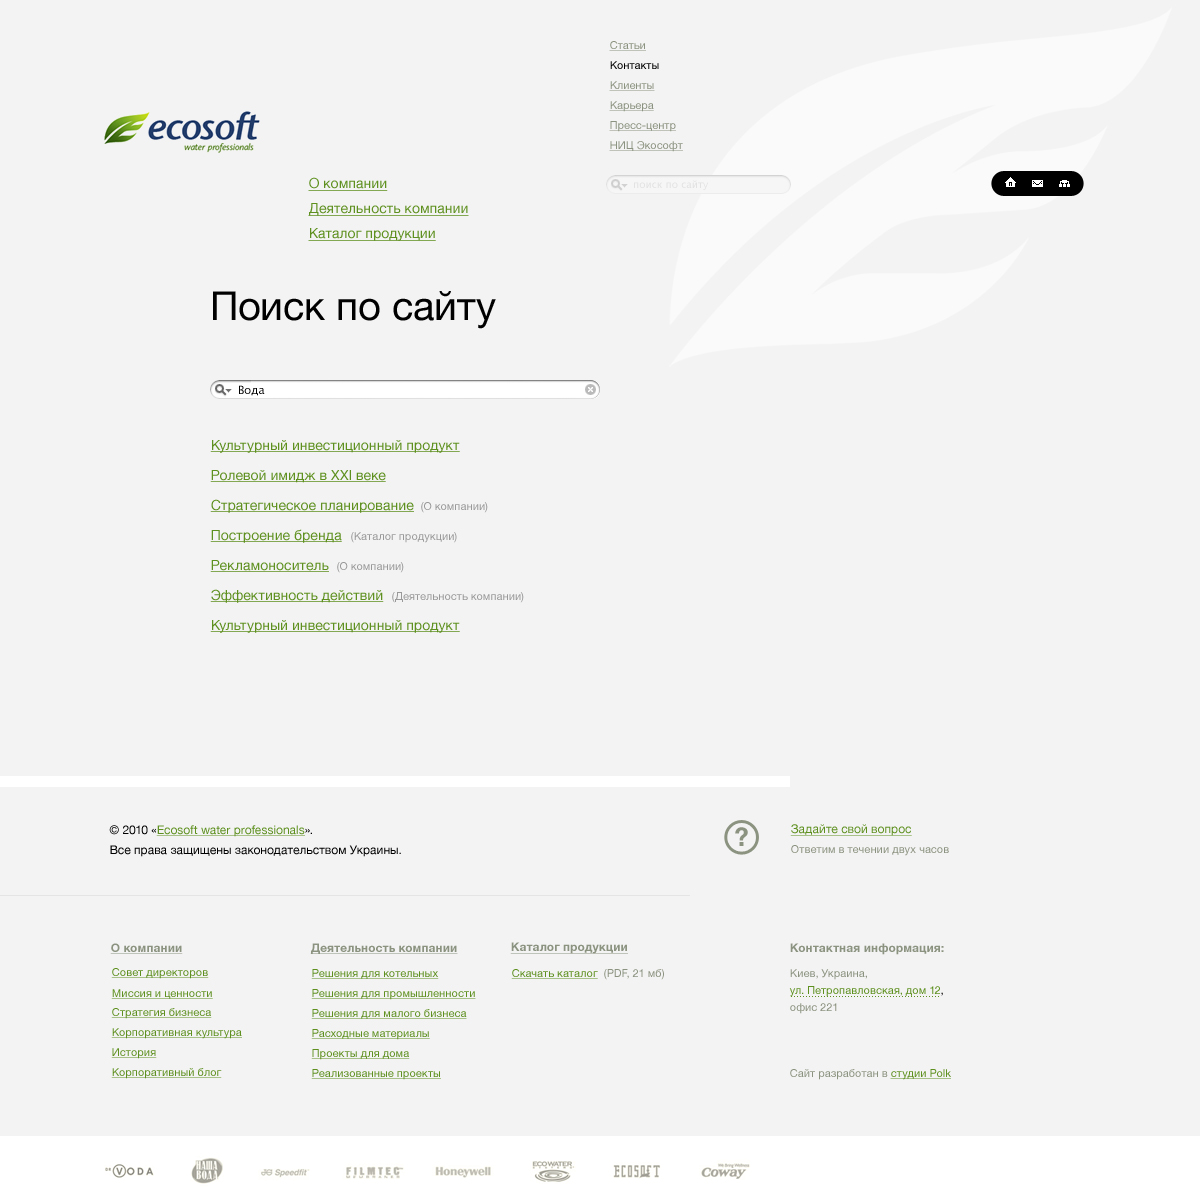 Статьи
Контакты
Клиенты
Карьера
Пресс-центр
НИЦ Экософт
ecosoft
water professionals
О компании
Деятельность компании
Каталог продукции
поиск по сайту
Поиск по сайту
Вода
Культурный инвестиционный продукт
Ролевой имидж в XXI веке
Стратегическое планирование (О компании)
Построение бренда (Каталог продукции)
Рекламоноситель (О компании)
Эффективность действий (Деятельность компании)
Культурный инвестиционный продукт
© 2010 «Ecosoft water professionals».
Все права защищены законодательством Украины.
?
Задайте свой вопрос
Ответим в течении двух часов
О компании
Совет директоров
Миссия и ценности
Стратегия бизнеса
Корпоративная культура
История
Корпоративный блог
Деятельность компании
Решения для котельных
Решения для промышленности
Решения для малого бизнеса
Расходные материалы
Проекты для дома
Реализованные проекты
Каталог продукции
Скачать каталог (PDF, 21 мб)
Контактная информация:
Киев, Украина,
ул. Петропавловская, дом 12,
офис 221
Сайт разработан в студии Polk
VODA
НАША ВОДА
JG Speedfit
FILMTEC
Honeywell
ECOWATER
ECOSOFT
Coway